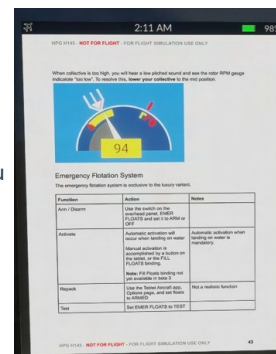 2:11 AM
98
HPG H145 - NOT FOR FLIGHT - FOR FLIGHT SIMULATION USE ONLY
When collective is too high, you will hear a low pitched sound and see the rotor RPM gauge
indicatate "too low". To resolve this, lower your collective to the mid position.
94
Emergency Flotation System
The emergency flotation system is exclusive to the luxury variant.
Function Action Notes
Arm / Disarm Use the switch on the
overhead panel, EMER
FLOATS and set it to ARM or
OFF
Activate Automatic activation will Automatic activation when
occur when landing on water landing on water is
mandatory.
Manual activation is
accomplished by a button on
the tablet, or the FILL
FLOATS binding.
Note: Fill Floats binding not
yet available in beta 3
Repack Use the Tablet Aircraft app, Not a realistic function
Options page, and set floats
to ARMED
Test Set EMER FLOATS to TEST
HPG H145 - NOT FOR FLIGHT - FOR FLIGHT SIMULATION USE ONLY 43